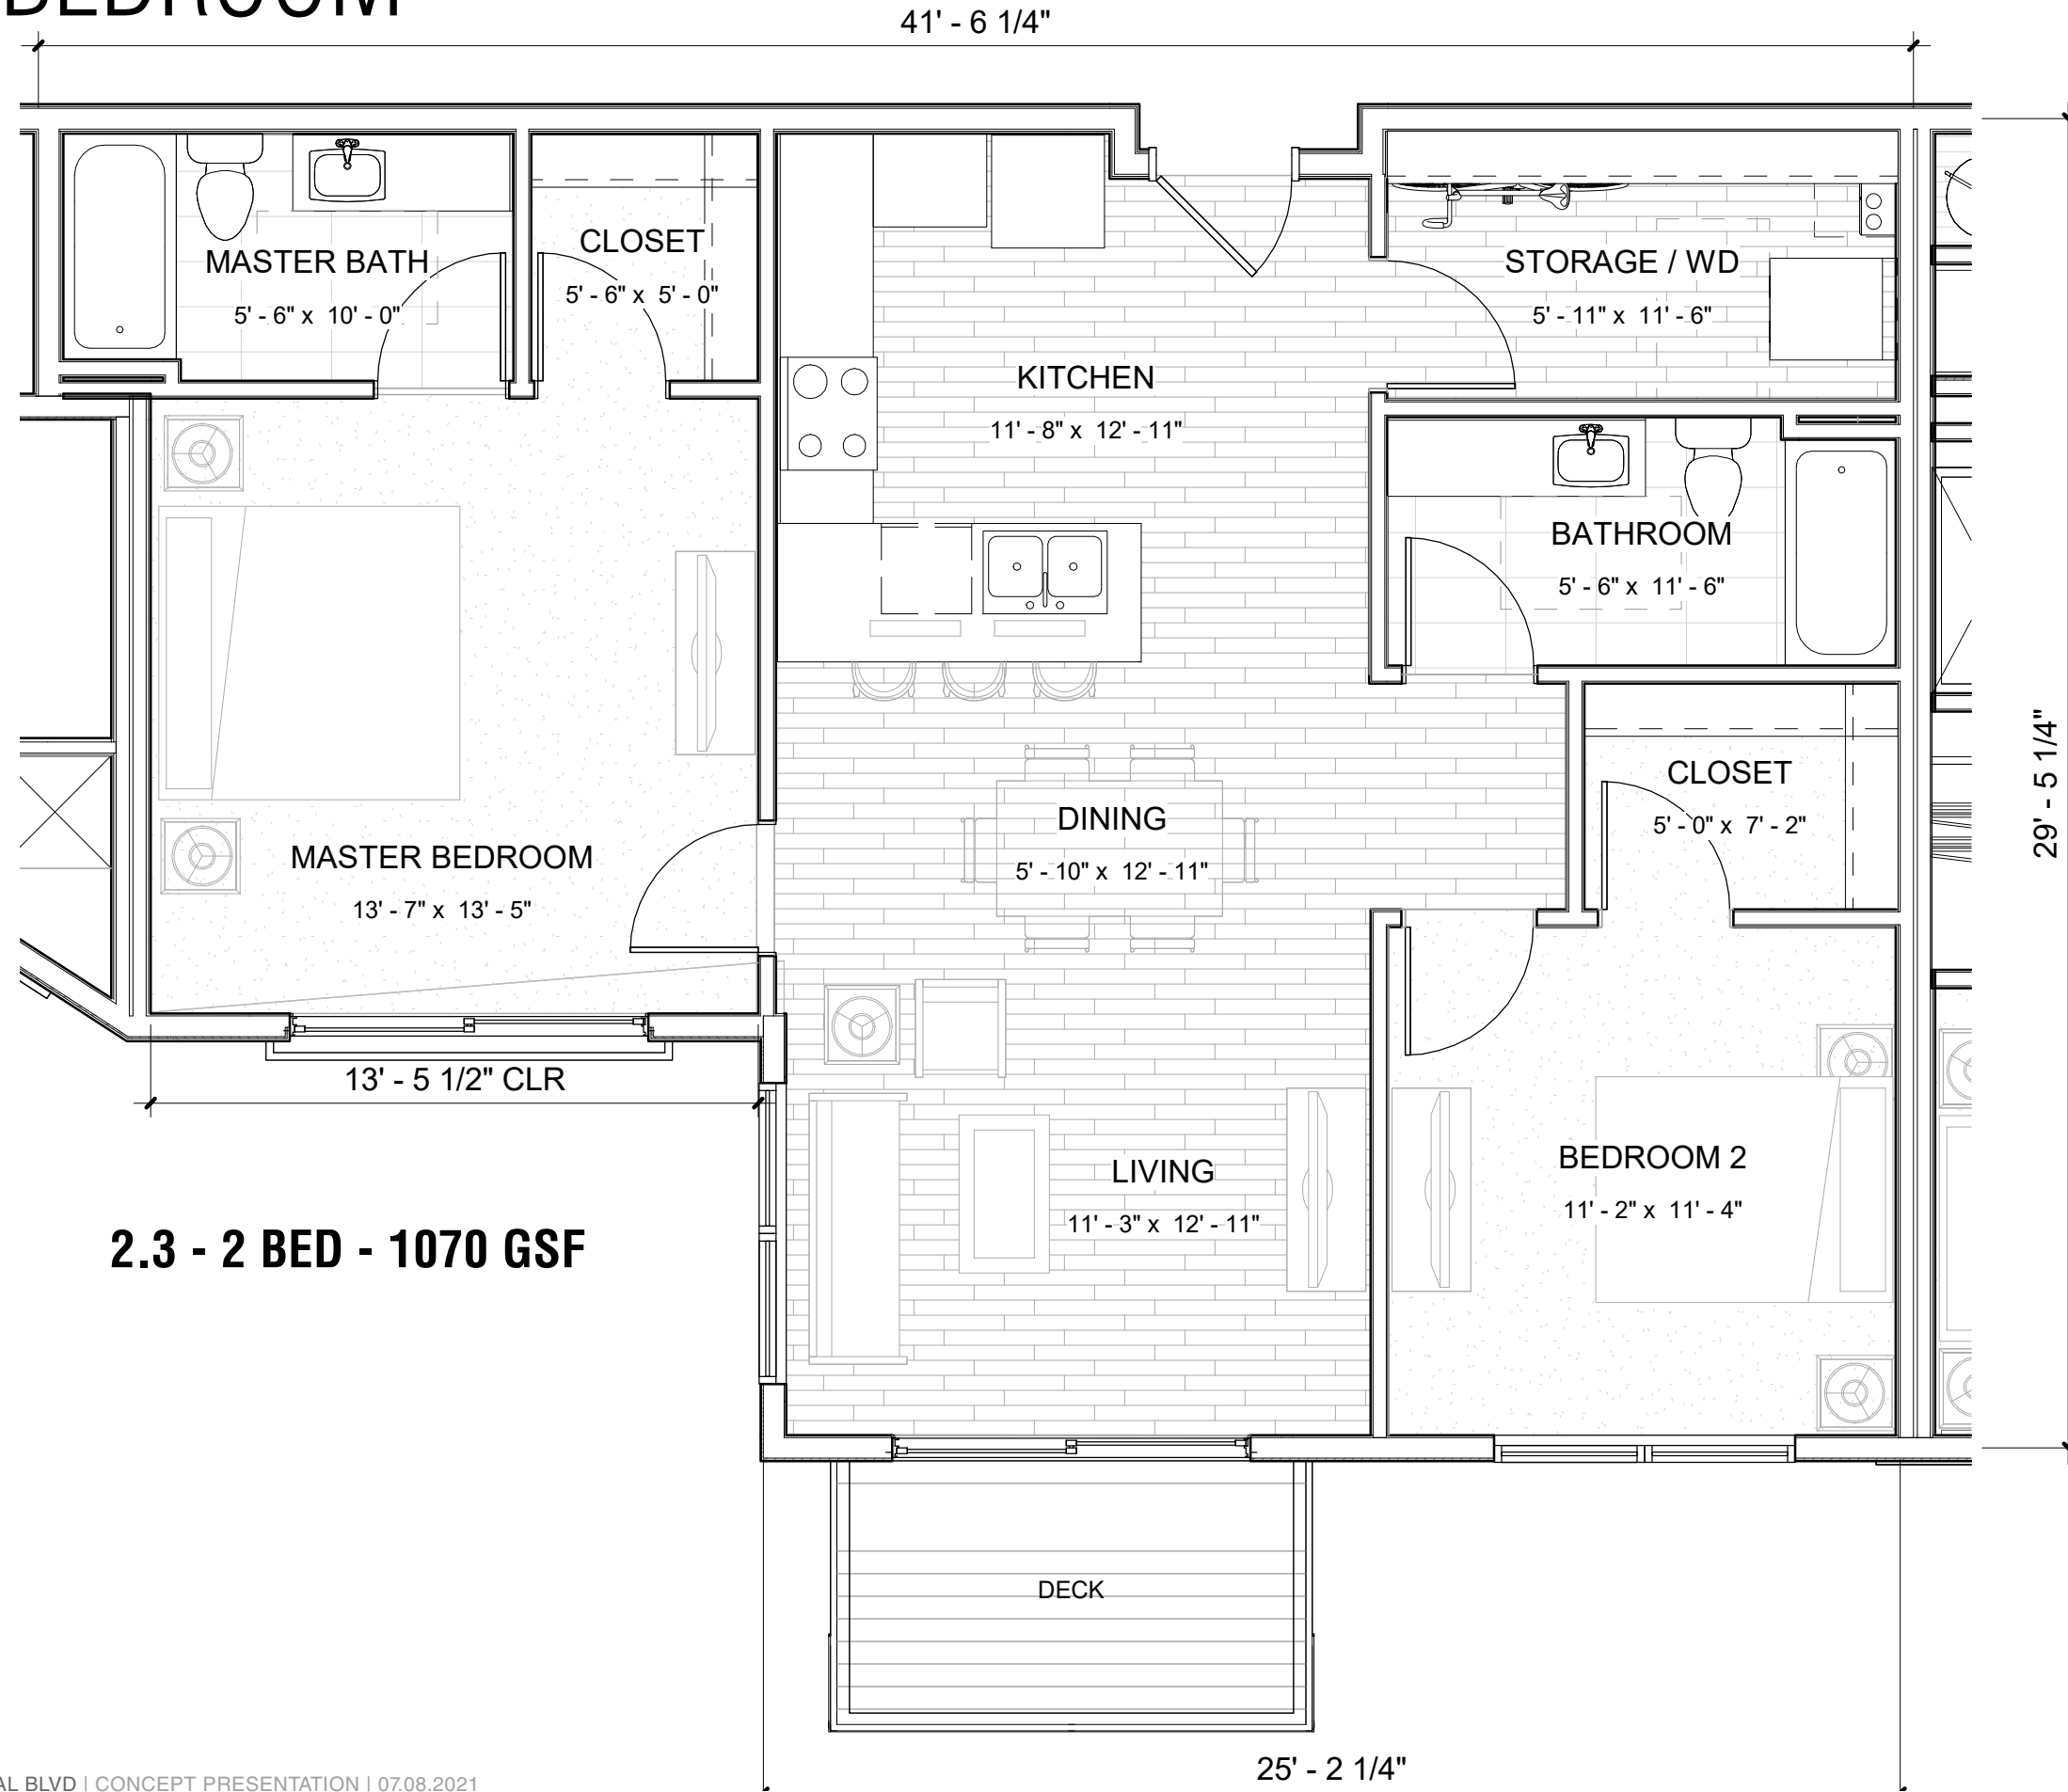 BEDROOM
41' - 6 1/4"
MASTER BATH
5' - 6" x 10' - 0"
CLOSET
5' - 6" x 5' - 0"
STORAGE / WD
5' - 11" x 11' - 6"
KITCHEN
11' - 8" x 12' - 11"
BATHROOM
5' - 6" x 11' - 6"
29' - 5 1/4"
CLOSET
5' - 0" x 7' - 2"
DINING
5' - 10" x 12' - 11"
MASTER BEDROOM
13' - 7" x 13' - 5"
13' - 5 1/2" CLR
LIVING
11' - 3" x 12' - 11"
BEDROOM 2
11' - 2" x 11' - 4"
2.3 - 2 BED - 1070 GSF
DECK
25' - 2 1/4"
AL BLVD | CONCEPT PRESENTATION | 07.08.2021